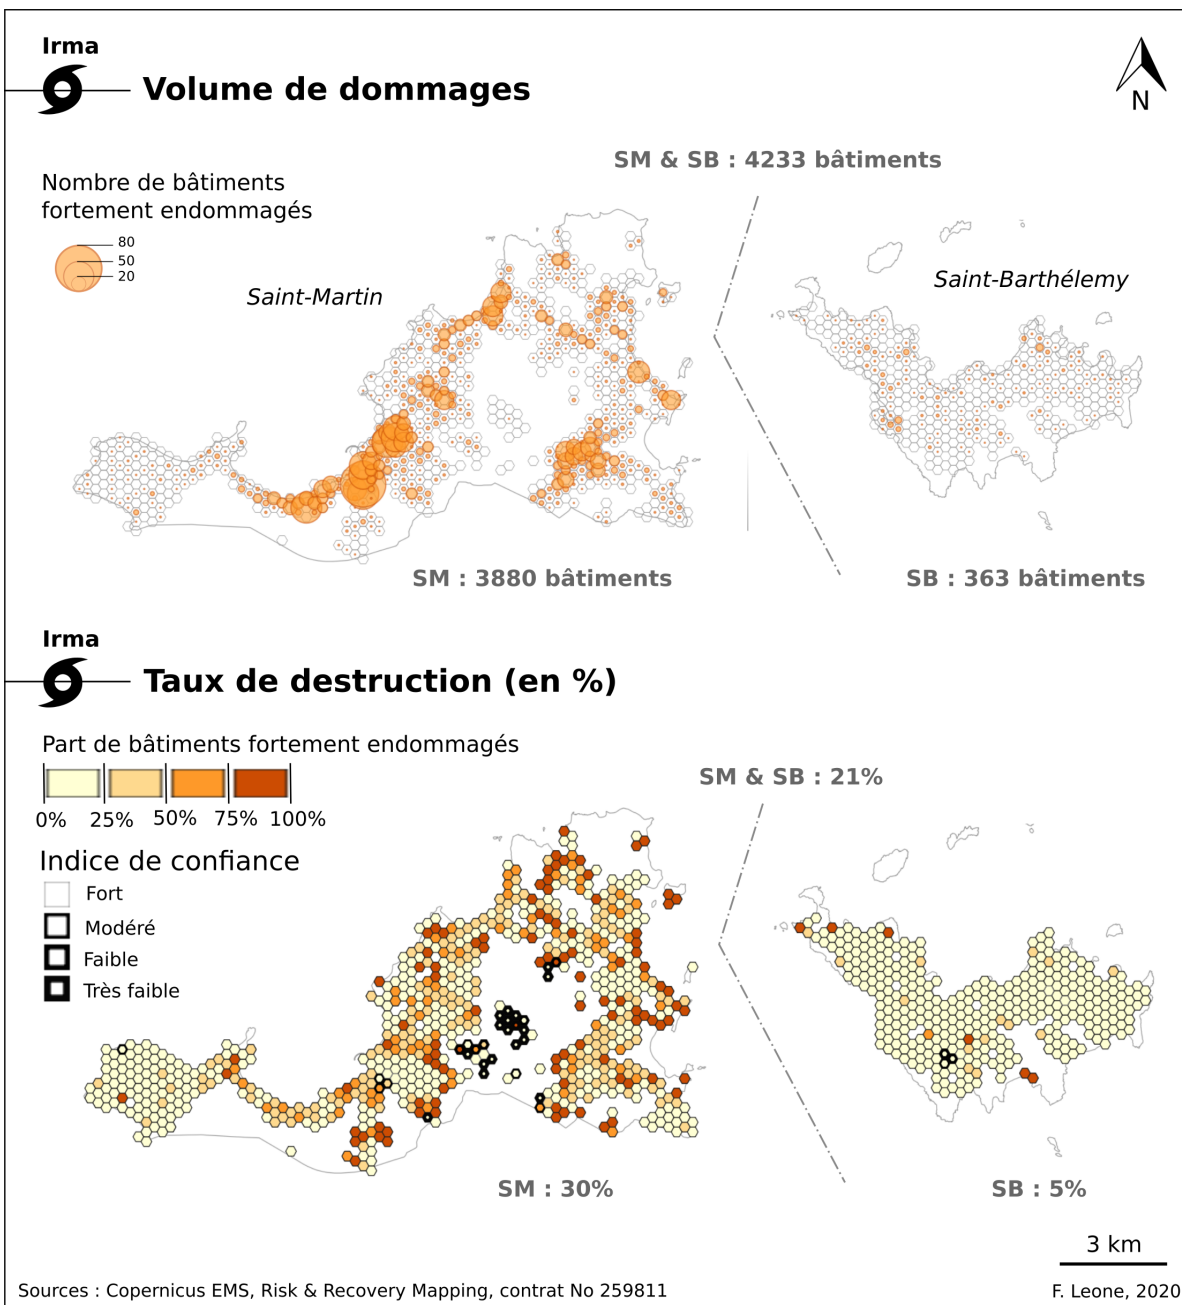 Irma
Volume de dommages
N
SM & SB : 4233 bâtiments
Nombre de bâtiments
fortement endommagés
80
50
20
Saint-Martin
Saint-Barthélemy
SM : 3880 bâtiments
SB : 363 bâtiments
Irma
Taux de destruction (en %)
Part de bâtiments fortement endommagés
0% 25% 50% 75% 100%
SM & SB : 21%
Indice de confiance
Fort
Modéré
Faible
Très faible
SM : 30%
SB : 5%
3 km
Sources : Copernicus EMS, Risk & Recovery Mapping, contrat No 259811
F. Leone, 2020